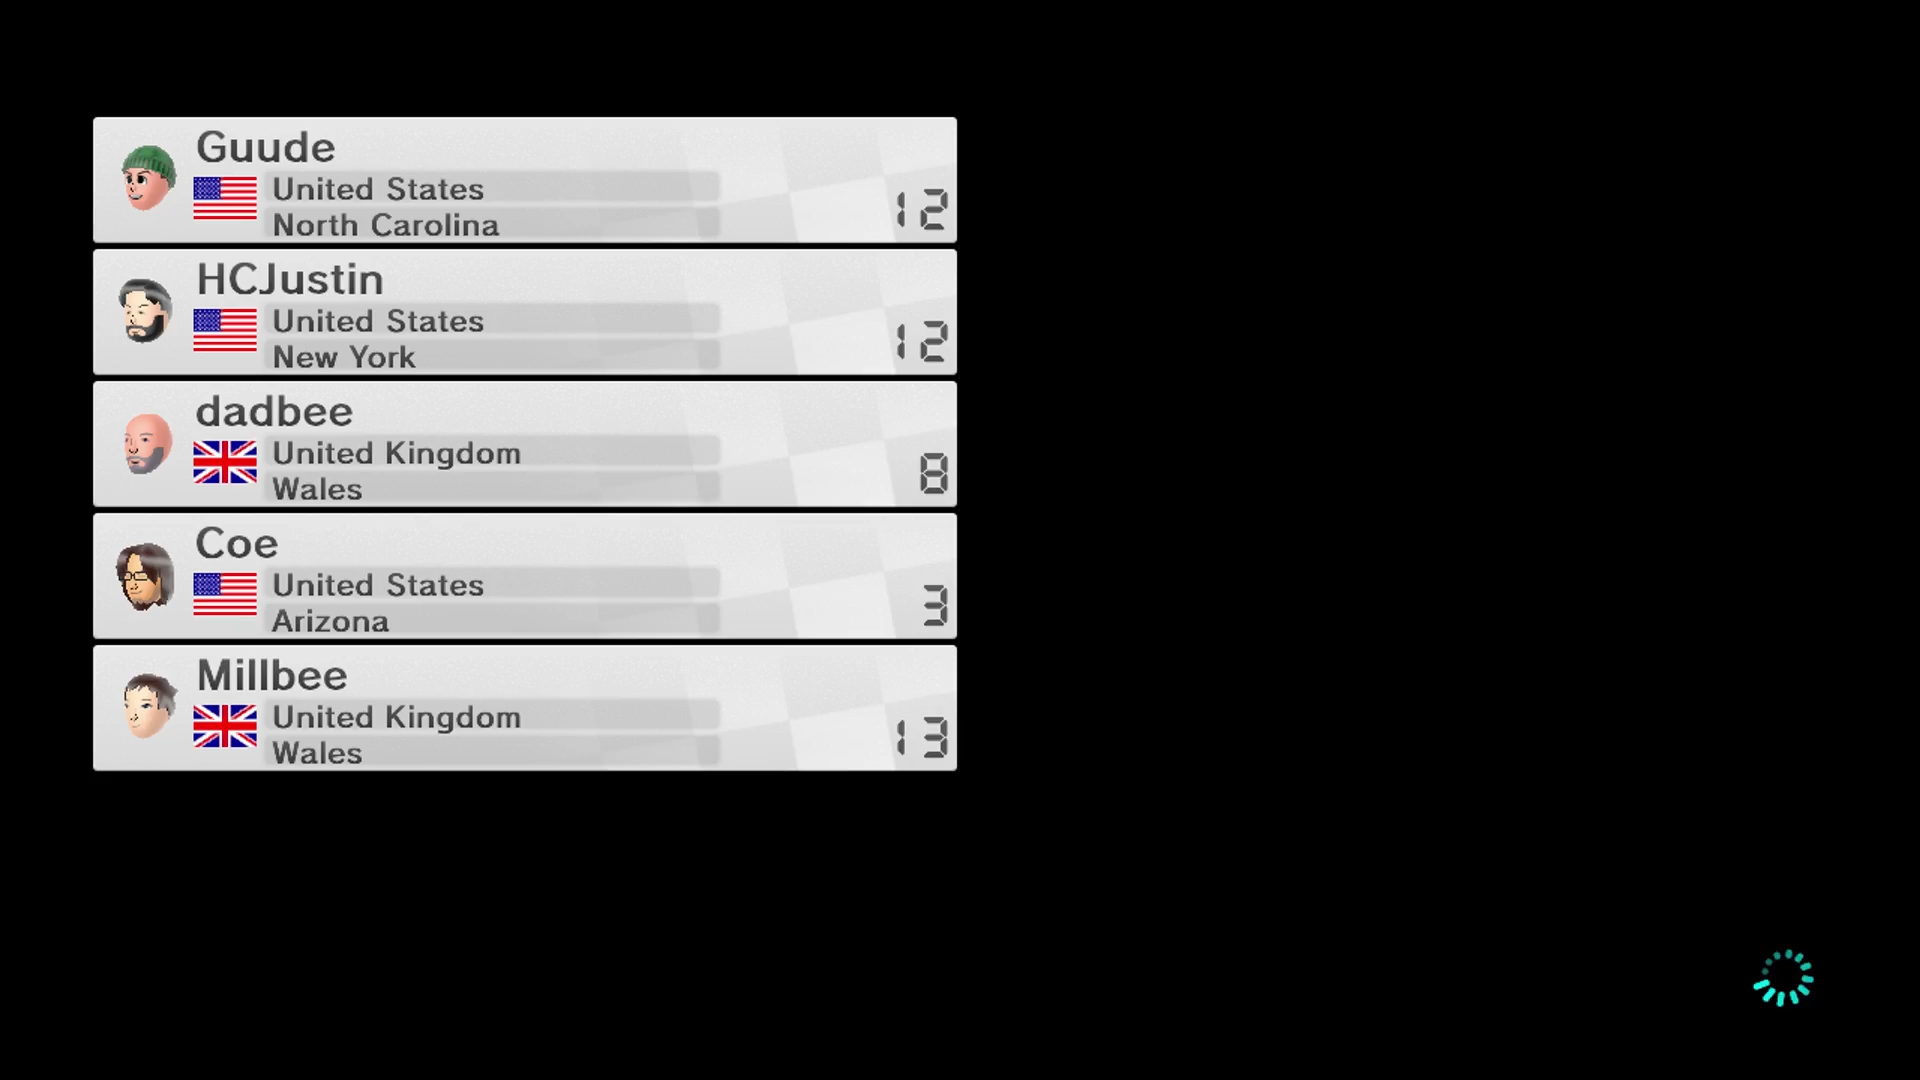 Guude
United States
North Carolina
12
HCJustin
United States
New York
12
dadbee
United Kingdom
Wales
8
Coe
United States
Arizona
3
Millbee
United Kingdom
Wales
13